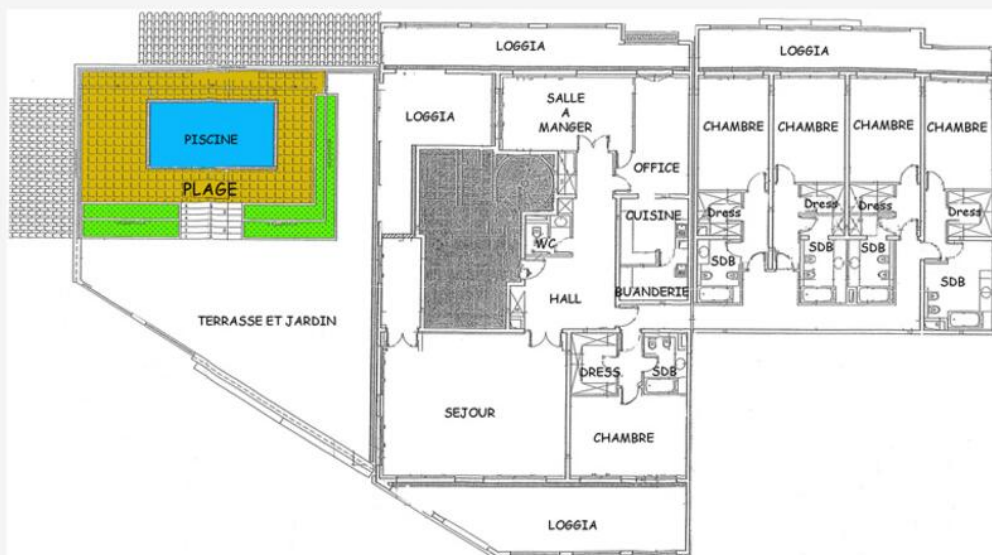 LOGGIA
LOGGIA
SALLE
A
MANGER
LOGGIA
CHAMBRE
CHAMBRE
CHAMBRE
CHAMBRE
PISCINE
OFFICE
PLAGE
Dress
Dress
Dress
Dress
CUISINE
WC
SDB
SDB
SDB
SDB
BUANDERIE
HALL
TERRASSE ET JARDIN
DRESS.
SDB
SEJOUR
CHAMBRE
LOGGIA